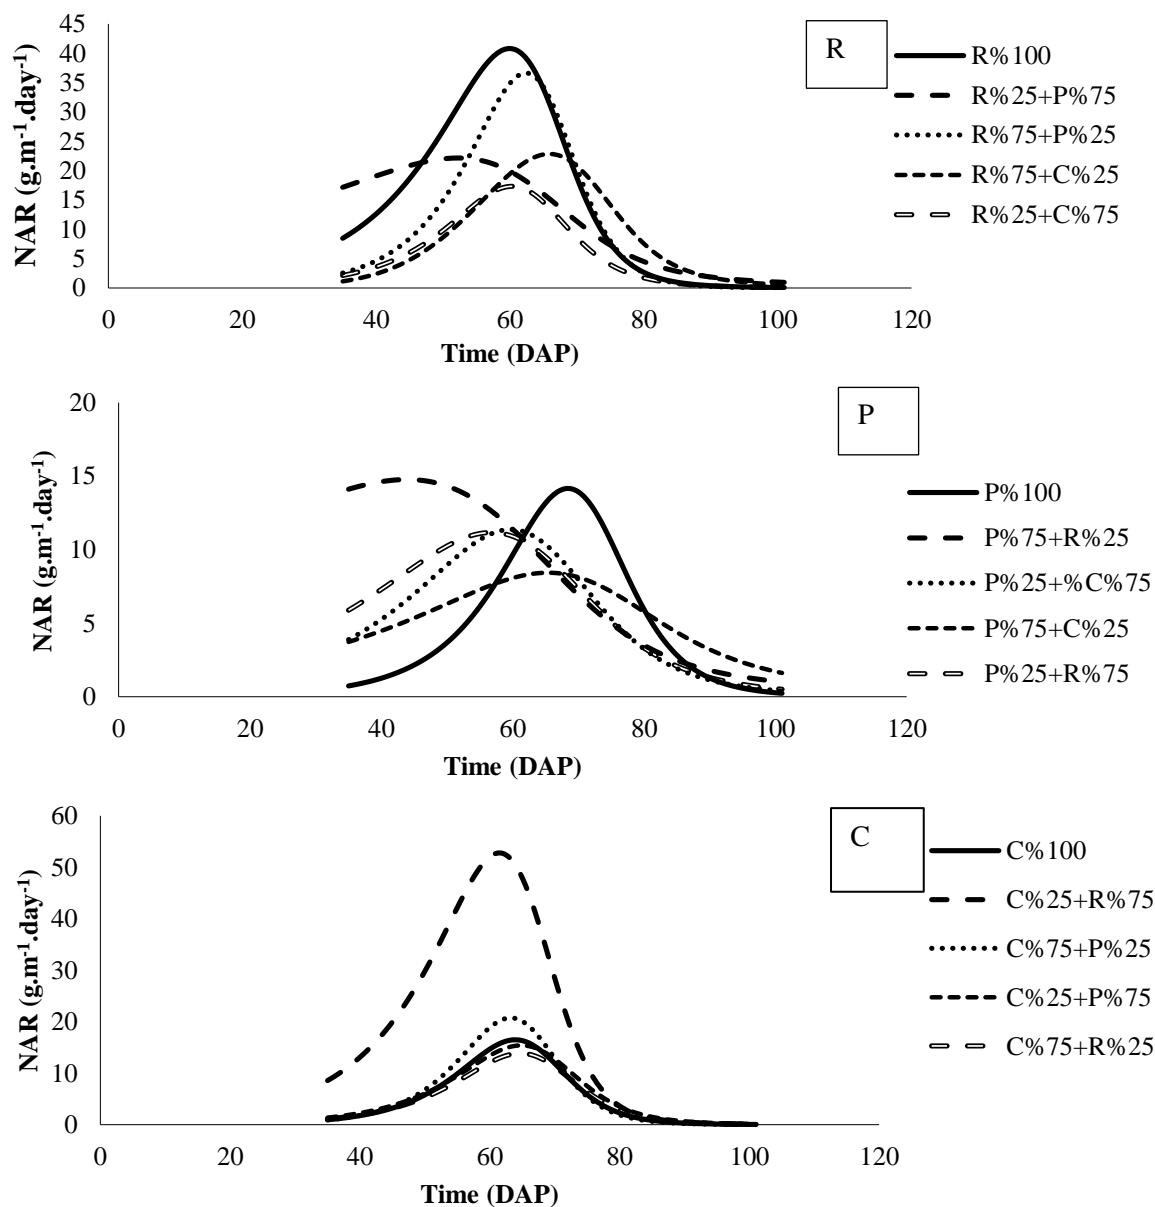 R
NAR (g.m-1.day-1)
45
40
35
30
25
20
15
10
5
0
0 20 40 60 80 100 120
Time (DAP)
R%100
R%25+P%75
R%75+P%25
R%75+C%25
R%25+C%75
P
NAR (g.m-1.day-1)
20
15
10
5
0
0 20 40 60 80 100 120
Time (DAP)
P%100
P%75+R%25
P%25+%C%75
P%75+C%25
P%25+R%75
C
NAR (g.m-1.day-1)
60
50
40
30
20
10
0
0 20 40 60 80 100 120
Time (DAP)
C%100
C%25+R%75
C%75+P%25
C%25+P%75
C%75+R%25